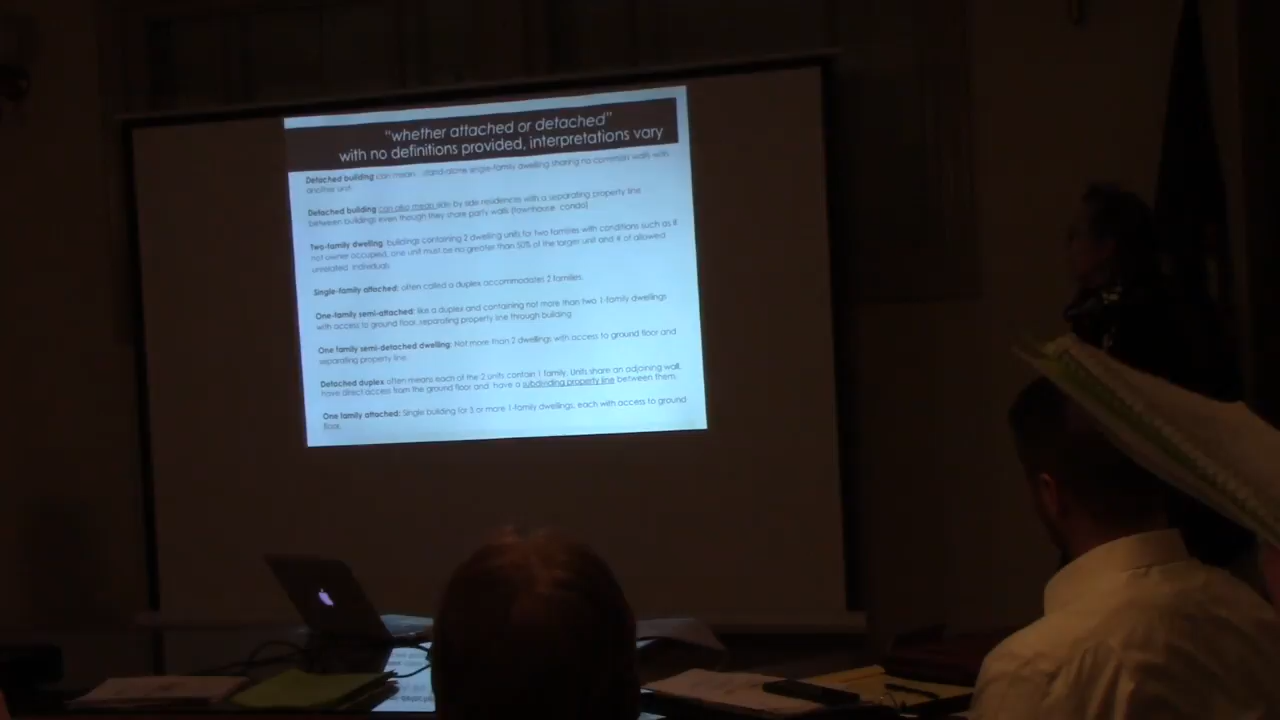 “whether attached or detached”
with no definitions provided, interpretations vary
Detached building can mean...stand-alone single-family dwelling sharing no common walls with
another unit
Detached building can also mean side by side residences with a separating property line
between buildings even though they share party walls (townhouse, condo)
Two-family dwelling: buildings containing 2 dwelling units for two families with conditions such as if
not owner occupied, one unit must be no greater than 50% of the larger unit and # of allowed
unrelated individuals
Single-family attached: often called a duplex accommodates 2 families.
One-family semi-attached: like a duplex and containing not more than two 1-family dwellings
with access to ground floor, separating property line through building
One family semi-detached dwelling: Not more than 2 dwellings with access to ground floor and
separating property line.
Detached duplex often means each of the 2 units contain 1 family. Units share an adjoining wall,
have direct access from the ground floor and have a subdividing property line between them.
One family attached: Single building for 3 or more 1-family dwellings, each with access to ground
floor.